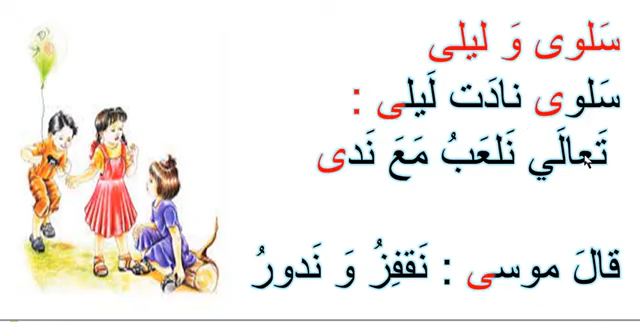 سَلوى وَ ليلى
سَلوى نادَت لَيلى :
تَعالَي نَلعَبُ مَعَ نَدى
قالَ موسى : نَقفِزُ وَ نَدورُ